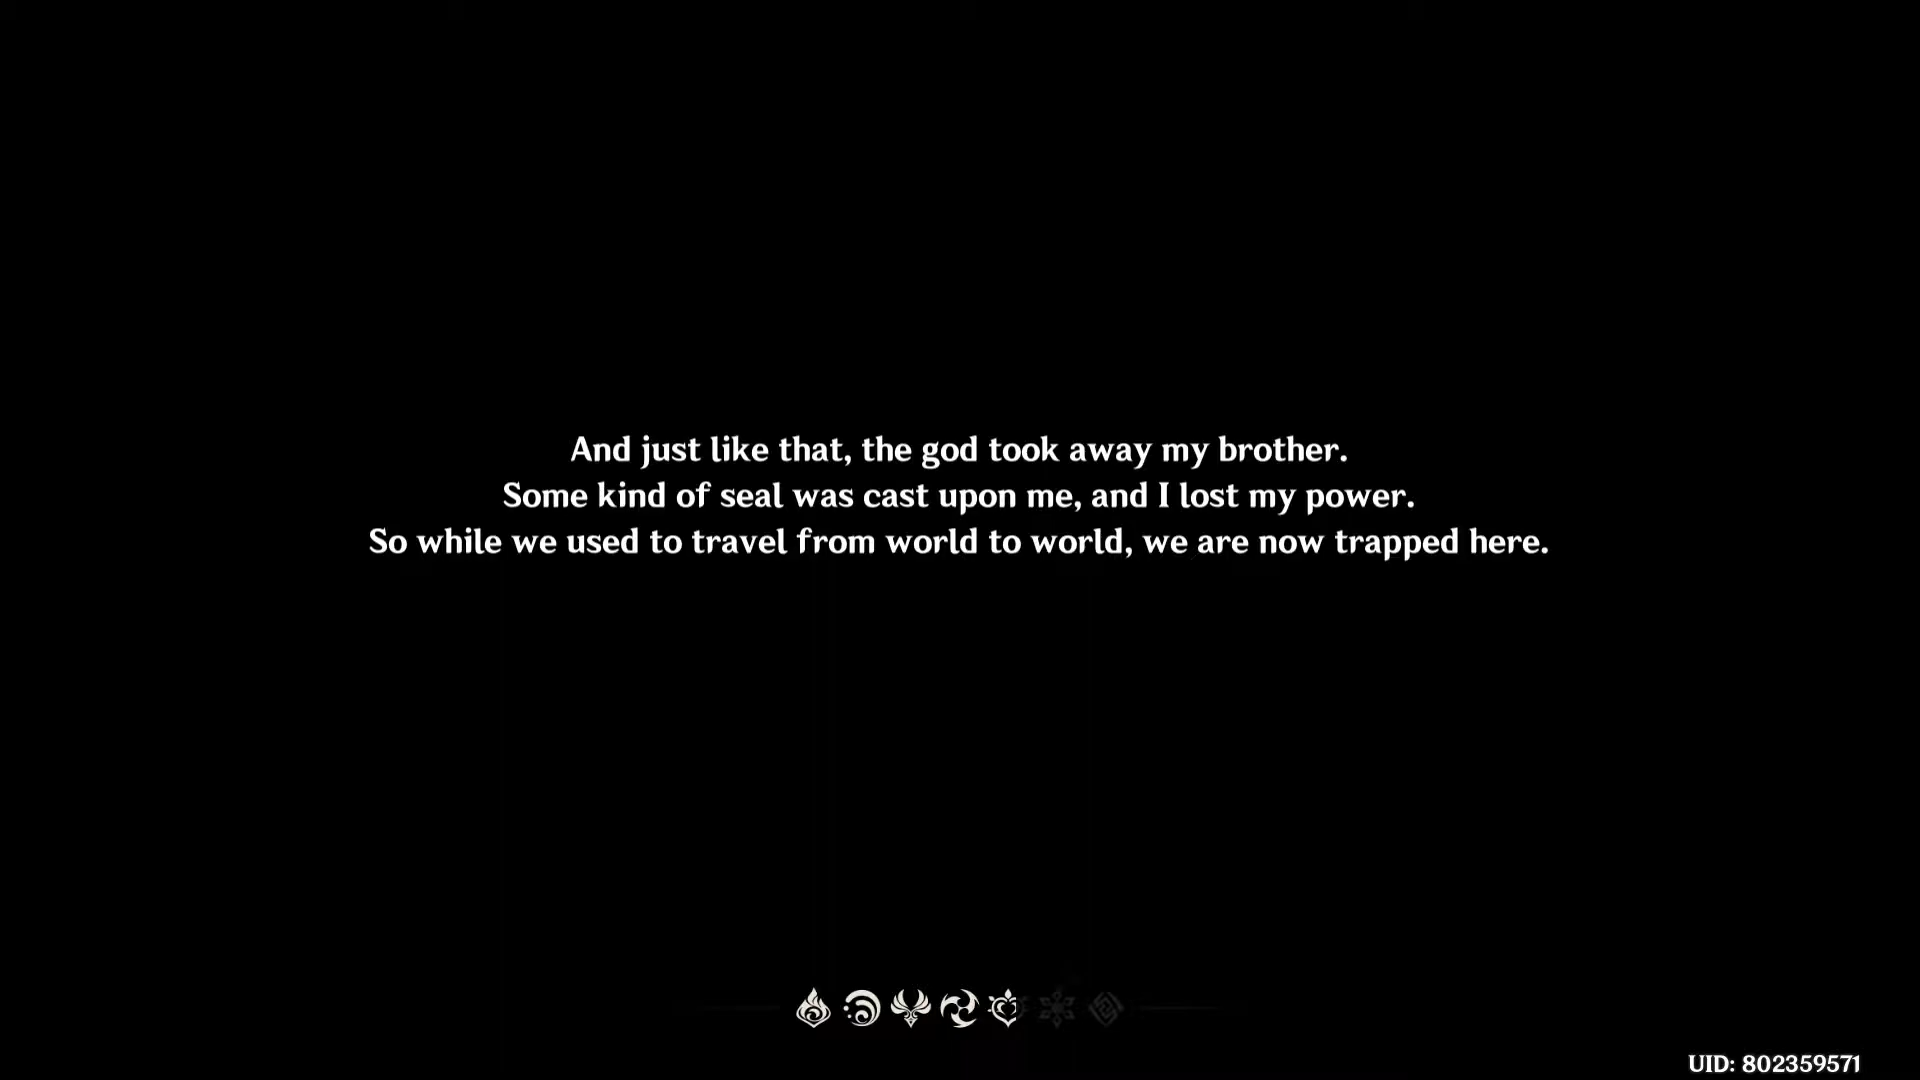 And just like that, the god took away my brother.
Some kind of seal was cast upon me, and I lost my power.
So while we used to travel from world to world, we are now trapped here.
UID: 802359571